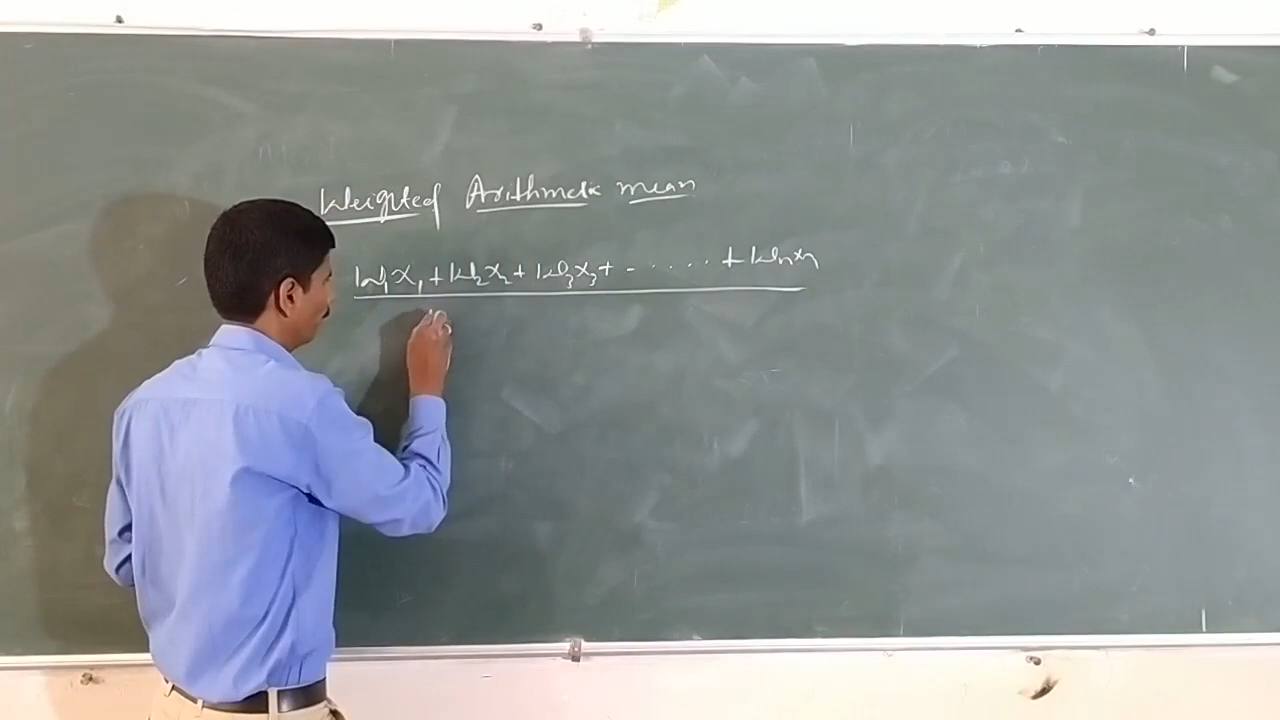 Weighted Arithmetic mean
W₁X₁ + W₂X₂ + W₃X₃ + - ..... + WₙXₙ